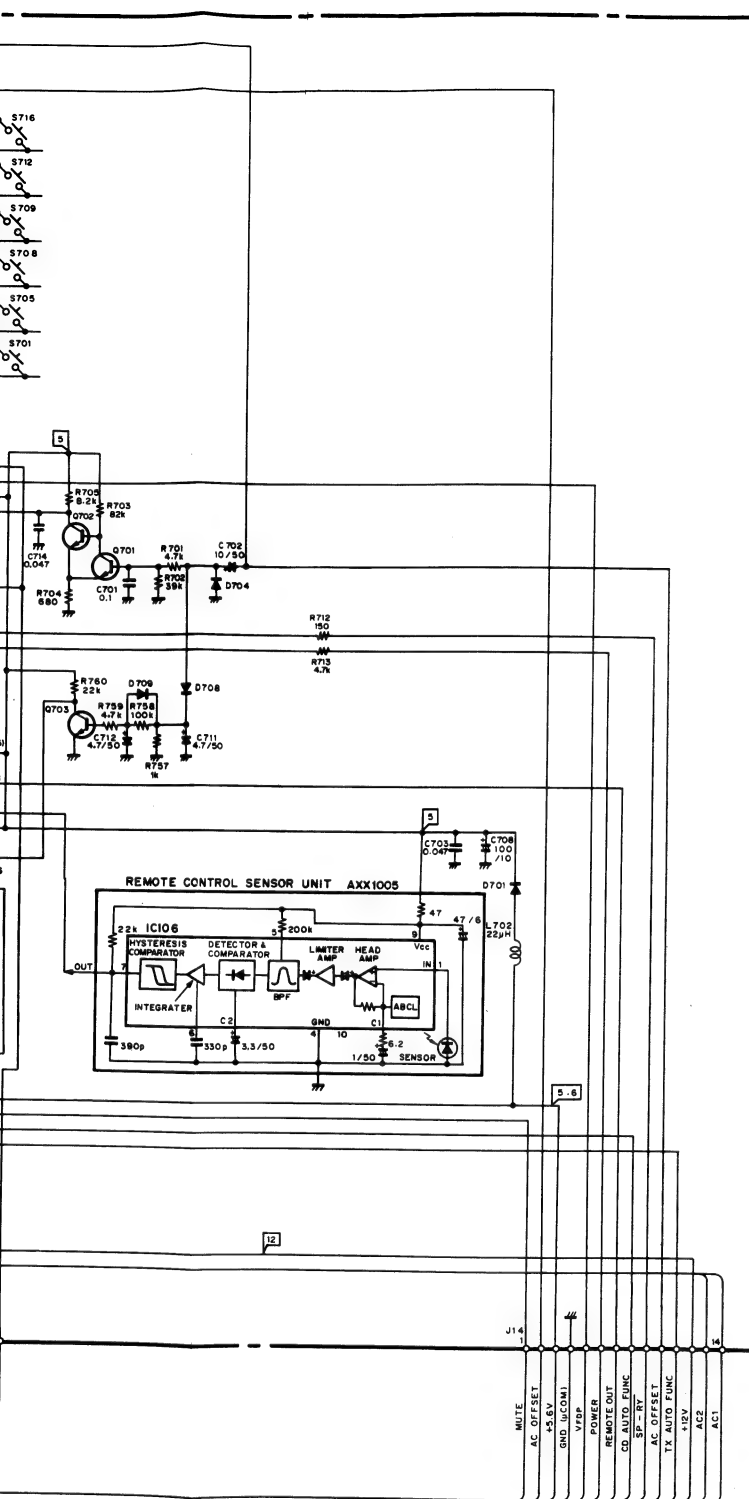 S716
S712
S709
S708
S705
S701
5
R705
8.2k
R703
82k
Q702
C714
0.047
Q701
R701
4.7k
C702
10/50
R702
39k
D704
C701
0.1
R704
680
R712
150
R713
4.7k
R760
22k
D709
D708
Q703
R759
4.7k
R758
100k
C712
4.7/50
C711
4.7/50
R757
1k
5
C703
0.047
C708
100
/10
D701
L702
22μH
REMOTE CONTROL SENSOR UNIT AXX1005
47
47/6
22k
IC106
5
200k
9
Vcc
HYSTERESIS
COMPARATOR
DETECTOR &
COMPARATOR
LIMITER
AMP
HEAD
AMP
IN 1
OUT
7
BPF
INTEGRATER
ABCL
C2
GND
C1
6
4
10
390p
330p
3.3/50
6.2
1/50
SENSOR
5.6
12
J14
1
14
MUTE
AC OFFSET
+5.6V
GND (μCOM)
VFDP
POWER
REMOTE OUT
CD AUTO FUNC
SP-RY
AC OFFSET
TX AUTO FUNC
+12V
AC2
AC1